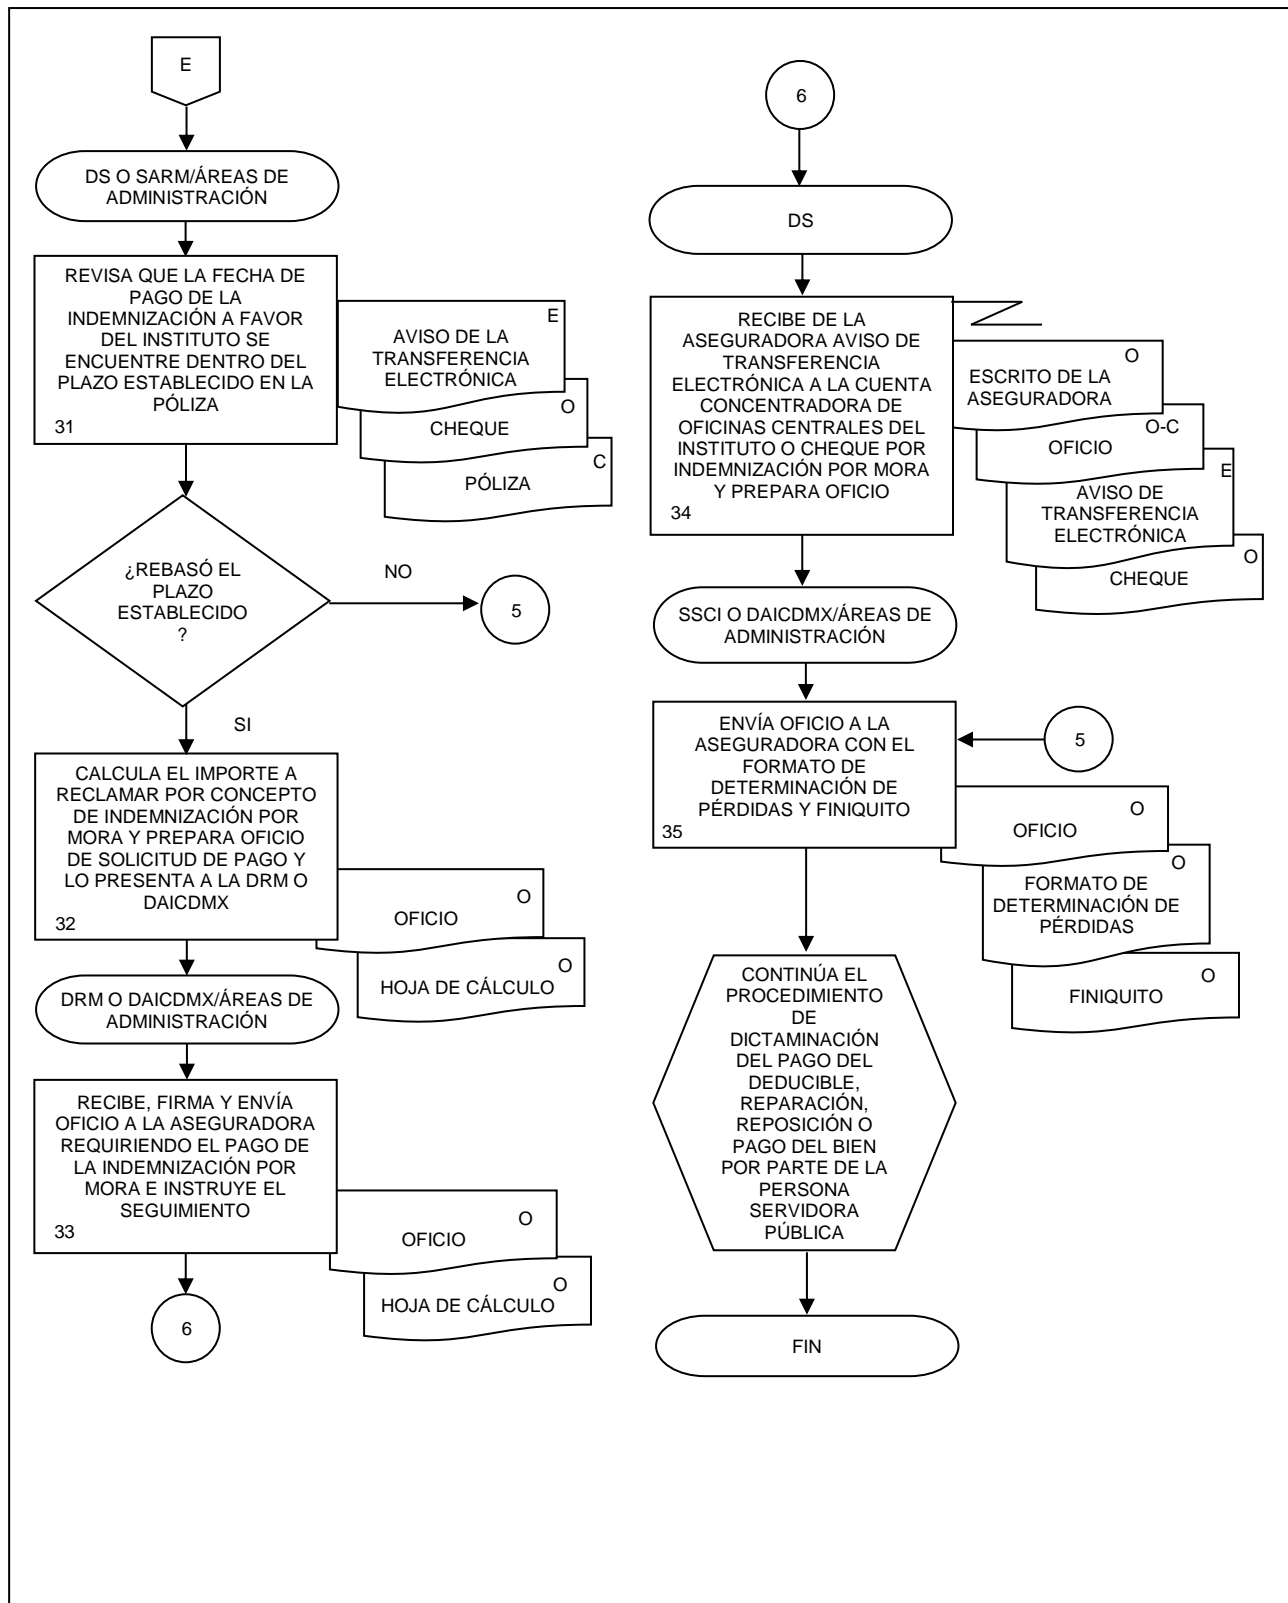 E
DS O SARM/ÁREAS DE
ADMINISTRACIÓN
REVISA QUE LA FECHA DE
PAGO DE LA
INDEMNIZACIÓN A FAVOR
DEL INSTITUTO SE
ENCUENTRE DENTRO DEL
PLAZO ESTABLECIDO EN LA
PÓLIZA
31
E
AVISO DE LA
TRANSFERENCIA
ELECTRÓNICA
O
CHEQUE
C
PÓLIZA
¿REBASÓ EL
PLAZO
ESTABLECIDO
?
NO
5
SI
CALCULA EL IMPORTE A
RECLAMAR POR CONCEPTO
DE INDEMNIZACIÓN POR
MORA Y PREPARA OFICIO
DE SOLICITUD DE PAGO Y
LO PRESENTA A LA DRM O
DAICDMX
32
O
OFICIO
O
HOJA DE CÁLCULO
DRM O DAICDMX/ÁREAS DE
ADMINISTRACIÓN
RECIBE, FIRMA Y ENVÍA
OFICIO A LA ASEGURADORA
REQUIRIENDO EL PAGO DE
LA INDEMNIZACIÓN POR
MORA E INSTRUYE EL
SEGUIMIENTO
33
O
OFICIO
O
HOJA DE CÁLCULO
6
6
DS
RECIBE DE LA
ASEGURADORA AVISO DE
TRANSFERENCIA
ELECTRÓNICA A LA CUENTA
CONCENTRADORA DE
OFICINAS CENTRALES DEL
INSTITUTO O CHEQUE POR
INDEMNIZACIÓN POR MORA
Y PREPARA OFICIO
34
O
ESCRITO DE LA
ASEGURADORA
O-C
OFICIO
E
AVISO DE
TRANSFERENCIA
ELECTRÓNICA
O
CHEQUE
SSCI O DAICDMX/ÁREAS DE
ADMINISTRACIÓN
ENVÍA OFICIO A LA
ASEGURADORA CON EL
FORMATO DE
DETERMINACIÓN DE
PÉRDIDAS Y FINIQUITO
35
5
O
OFICIO
O
FORMATO DE
DETERMINACIÓN DE
PÉRDIDAS
O
FINIQUITO
CONTINÚA EL
PROCEDIMIENTO
DE
DICTAMINACIÓN
DEL PAGO DEL
DEDUCIBLE,
REPARACIÓN,
REPOSICIÓN O
PAGO DEL BIEN
POR PARTE DE LA
PERSONA
SERVIDORA
PÚBLICA
FIN